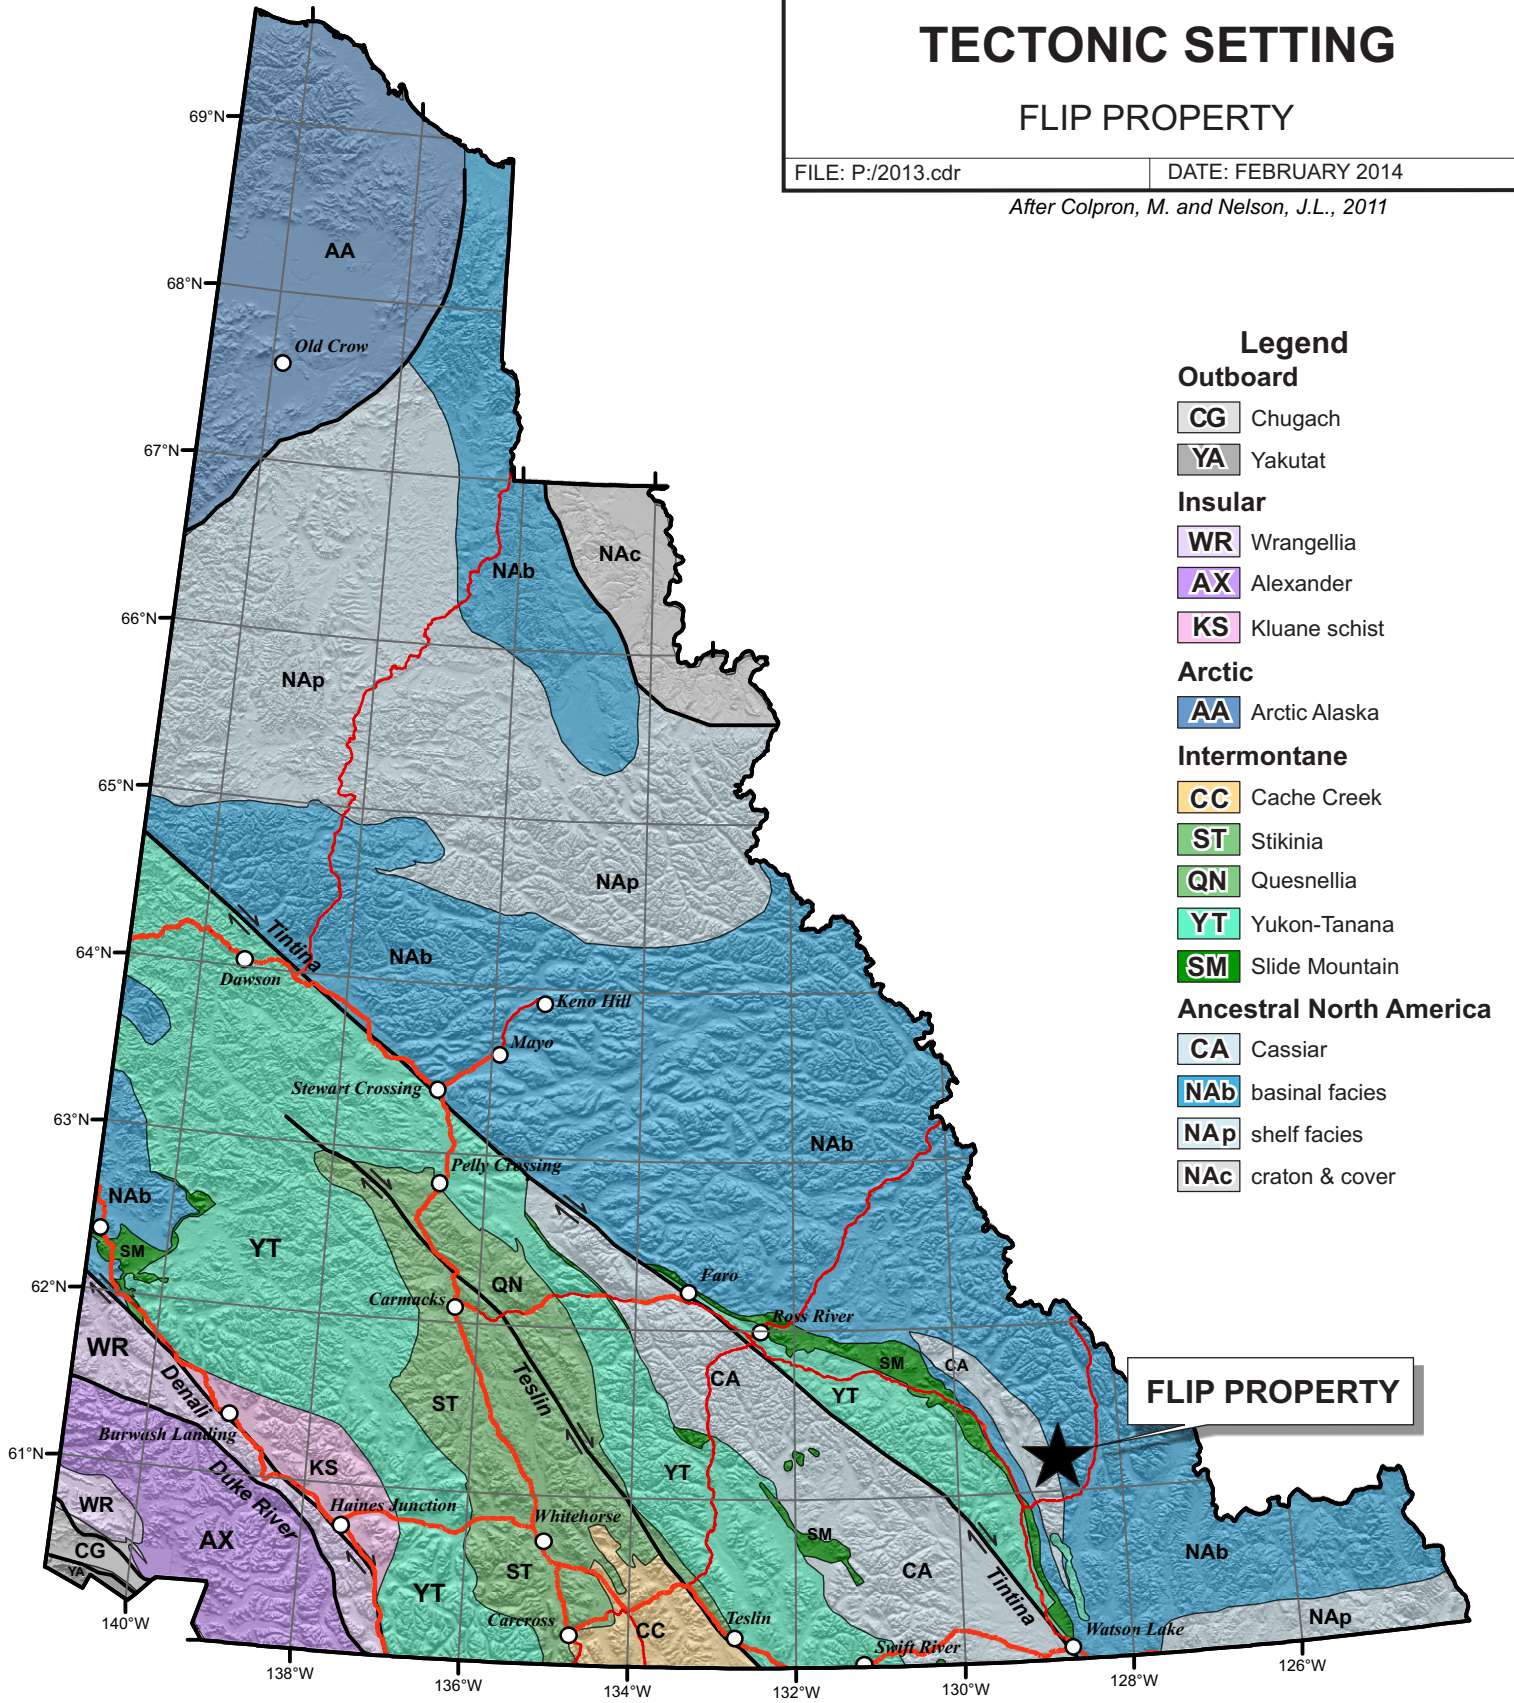 TECTONIC SETTING
FLIP PROPERTY
FILE: P:/2013.cdr
DATE: FEBRUARY 2014
After Colpron, M. and Nelson, J.L., 2011
Legend
Outboard
CG Chugach
YA Yakutat
Insular
WR Wrangellia
AX Alexander
KS Kluane schist
Arctic
AA Arctic Alaska
Intermontane
CC Cache Creek
ST Stikinia
QN Quesnellia
YT Yukon-Tanana
SM Slide Mountain
Ancestral North America
CA Cassiar
NAb basinal facies
NAp shelf facies
NAc craton & cover
69°N
AA
68°N
Old Crow
67°N
NAc
NAb
66°N
NAp
65°N
NAp
Tintina
64°N
NAb
Dawson
Keno Hill
Mayo
Stewart Crossing
63°N
NAb
Pelly Crossing
NAb
YT
SM
62°N
QN
Faro
Carmacks
Ross River
WR
SM
CA
CA
Denali
Teslin
YT
FLIP PROPERTY
ST
Burwash Landing
61°N
KS
YT
Duke River
WR
Haines Junction
Whitehorse
SM
AX
CG
NAb
YA
ST
CA
YT
Tintina
140°W
Carcross
CC
Teslin
Swift River
Watson Lake
NAp
138°W
136°W
134°W
132°W
130°W
128°W
126°W